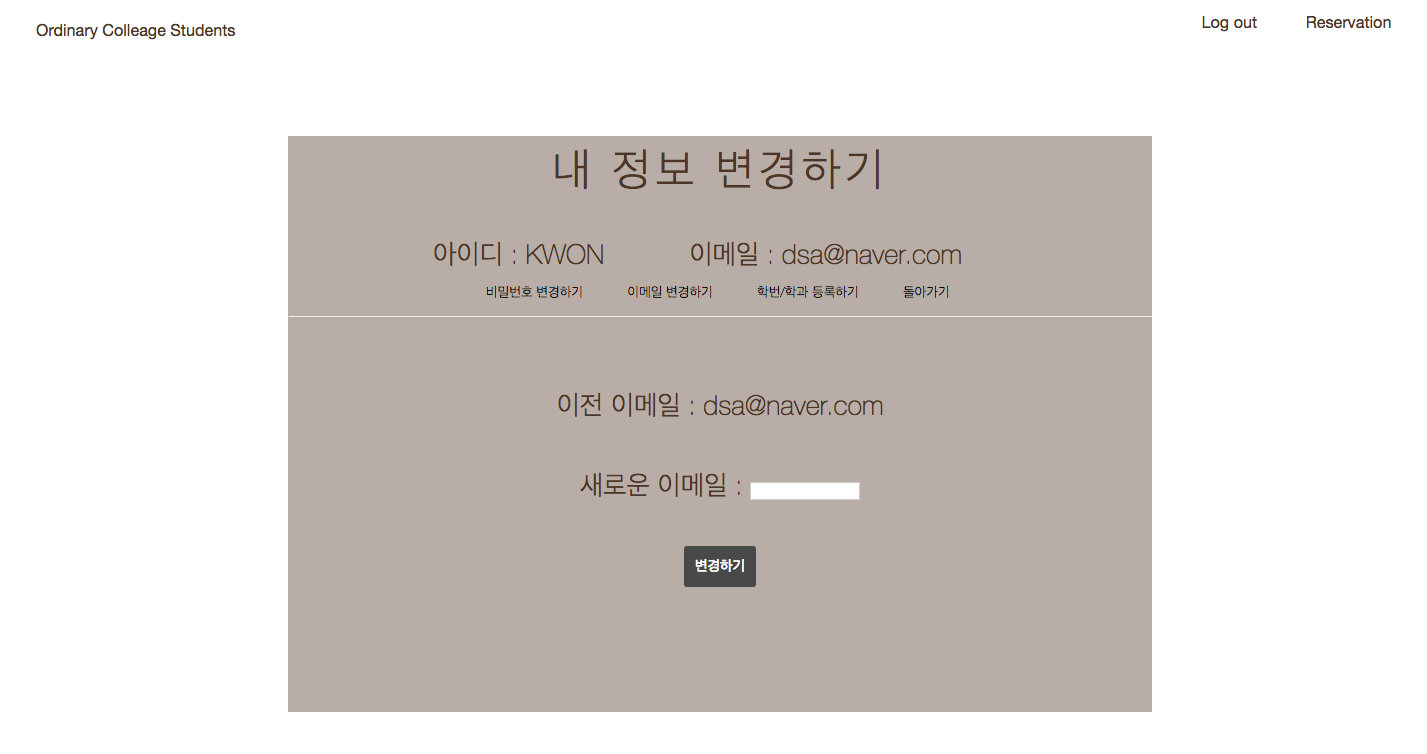 Ordinary Colleage Students
Log out Reservation
내 정보 변경하기
아이디 : KWON 이메일 : dsa@naver.com
비밀번호 변경하기 이메일 변경하기 학번/학과 등록하기 돌아가기
이전 이메일 : dsa@naver.com
새로운 이메일 :
변경하기